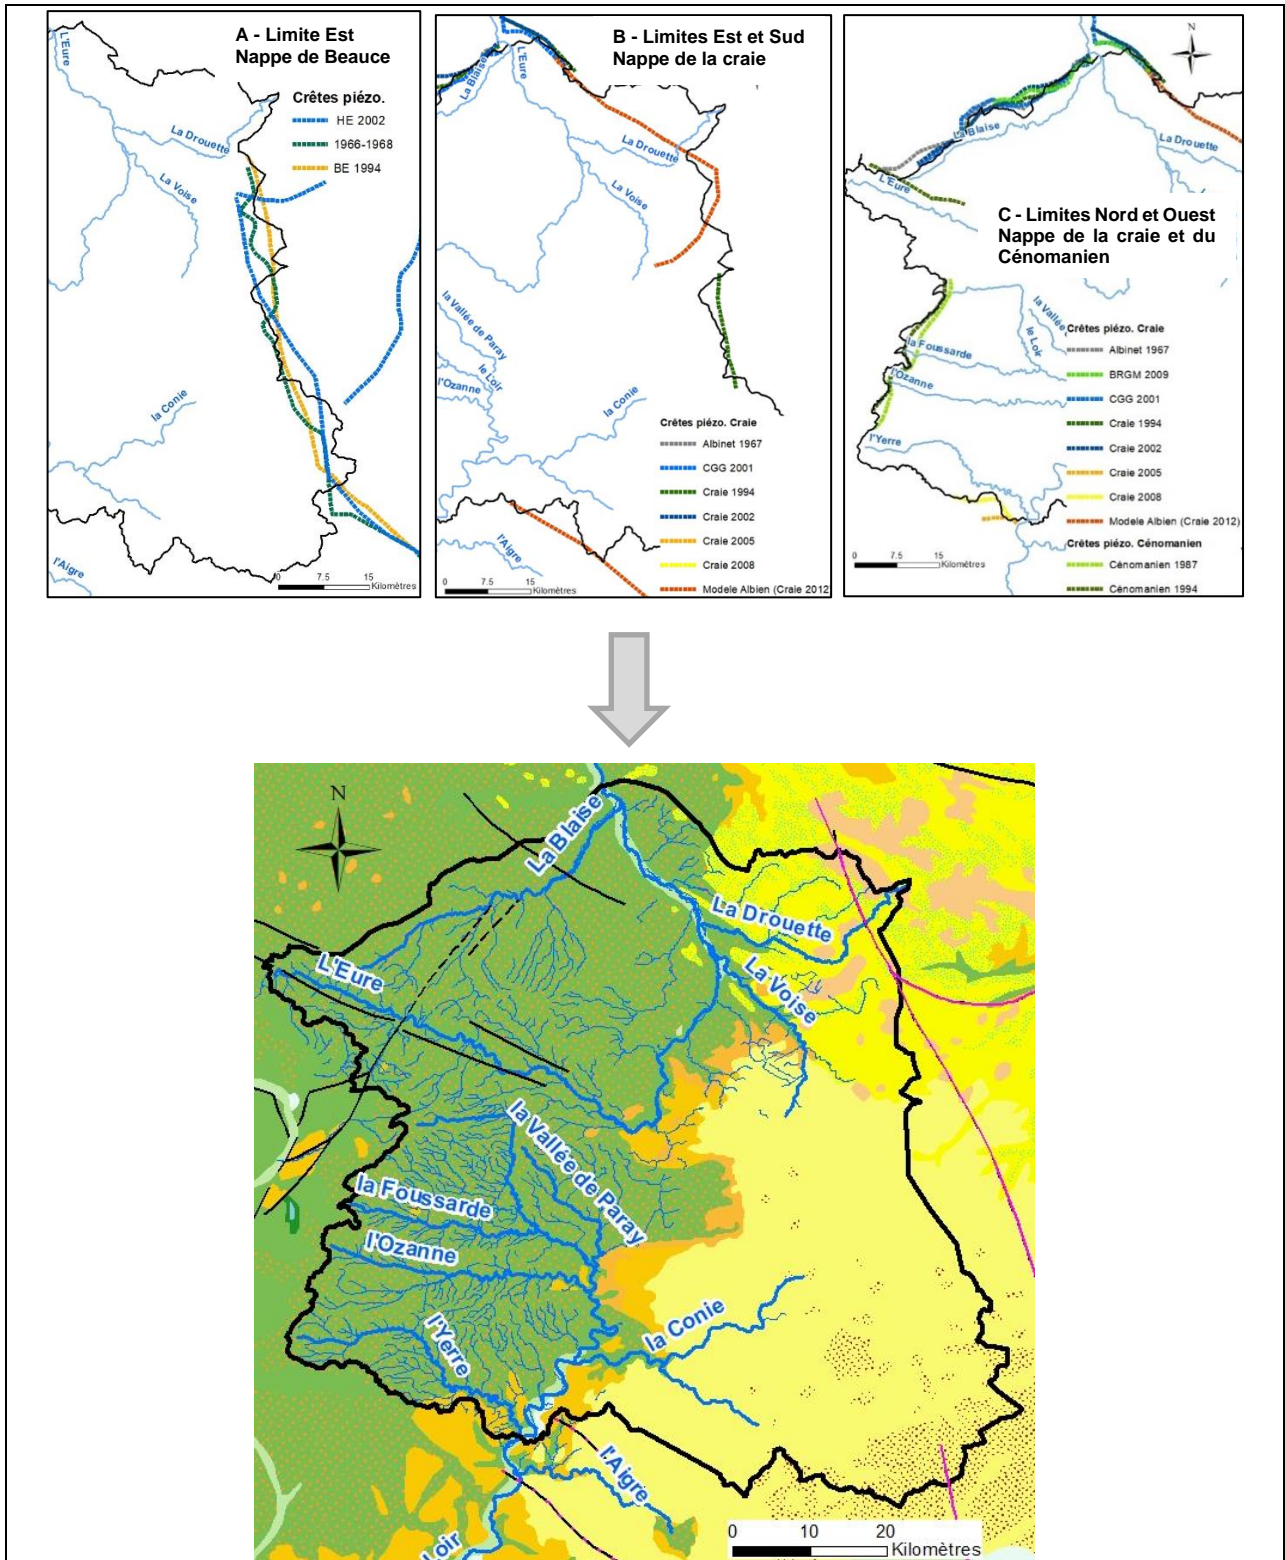 A - Limite Est
Nappe de Beauce
Crêtes piézo.
HE 2002
1966-1968
BE 1994
L'Eure
La Drouette
La Voise
la Conie
l'Aigre
0 7.5 15
Kilomètres
B - Limites Est et Sud
Nappe de la craie
La Blaise
L'Eure
La Drouette
La Voise
la Vallée de Paray
le Loir
l'Ozanne
la Conie
l'Aigre
Crêtes piézo. Craie
Albinet 1967
CGG 2001
Craie 1994
Craie 2002
Craie 2005
Craie 2008
Modele Albien (Craie 2012
0 7.5 15
Kilomètres
N
La Blaise
La Drouette
L'Eure
C - Limites Nord et Ouest
Nappe de la craie et du
Cénomanien
la Vallée
le Loir
la Foussarde
l'Ozanne
l'Yerre
Crêtes piézo. Craie
Albinet 1967
BRGM 2009
CGG 2001
Craie 1994
Craie 2002
Craie 2005
Craie 2008
Modele Albien (Craie 2012)
Crêtes piézo. Cénomanien
Cénomanien 1987
Cénomanien 1994
0 7.5 15
Kilomètres
N
La Blaise
La Drouette
L'Eure
La Voise
la Vallée de Paray
la Foussarde
l'Ozanne
l'Yerre
la Conie
l'Aigre
Loir
0 10 20
Kilomètres